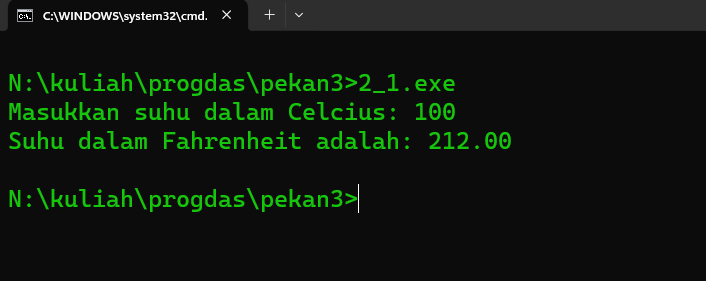 C:\WINDOWS\system32\cmd.
N:\kuliah\progdas\pekan3>2_1.exe
Masukkan suhu dalam Celcius: 100
Suhu dalam Fahrenheit adalah: 212.00
N:\kuliah\progdas\pekan3>